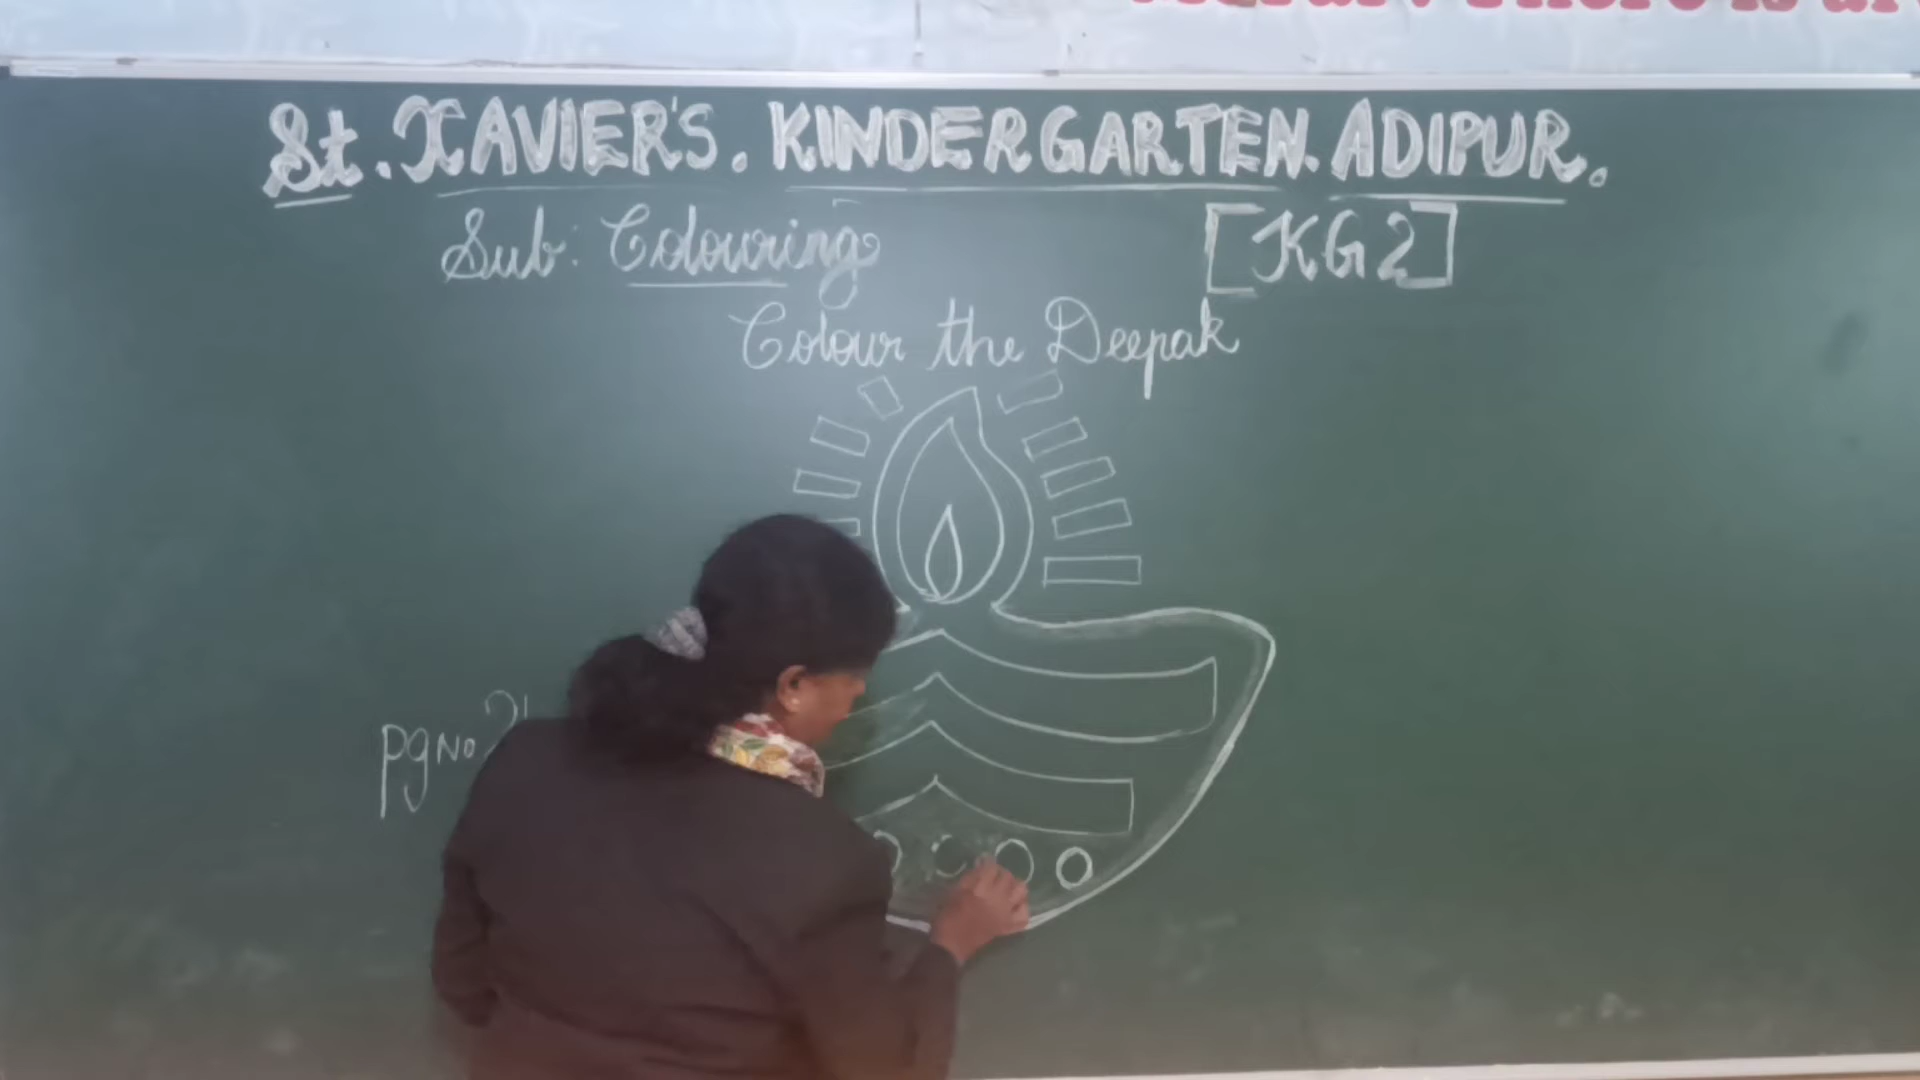 St. XAVIER'S. KINDERGARTEN. ADIPUR.
Sub: Colouring [KG2]
Colour the Deepak
pg No